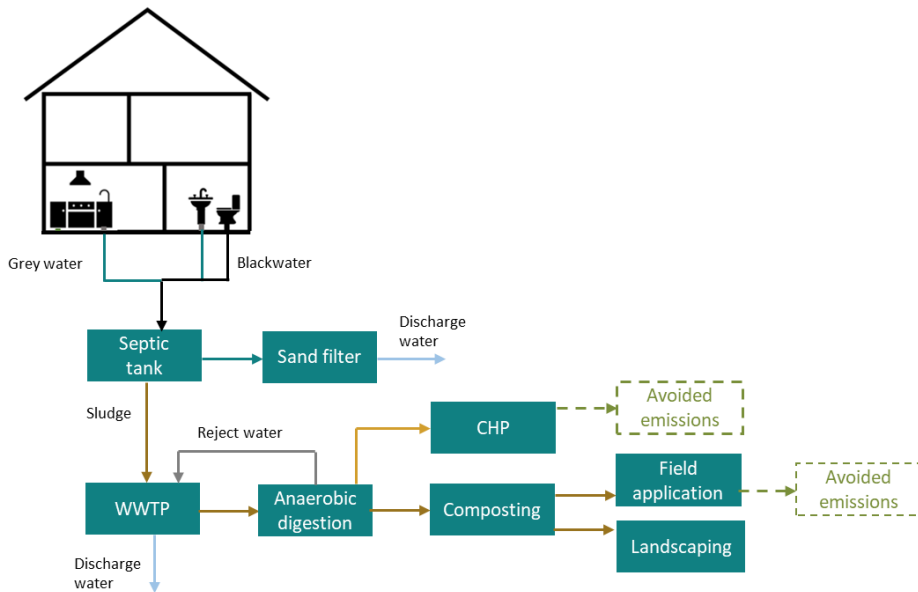 Grey water
Blackwater
Septic
tank
Sand filter
Discharge
water
Sludge
Reject water
CHP
Avoided
emissions
WWTP
Anaerobic
digestion
Composting
Field
application
Avoided
emissions
Landscaping
Discharge
water